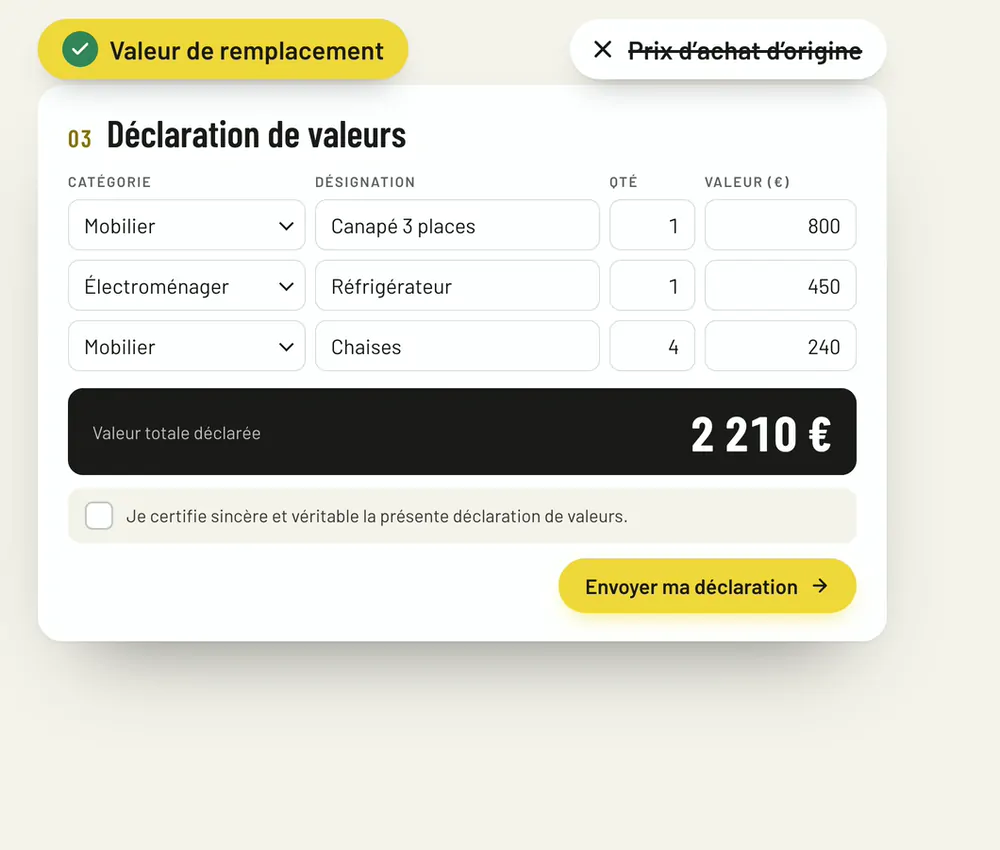 Valeur de remplacement
Prix d’achat d’origine
03 Déclaration de valeurs
CATÉGORIE DÉSIGNATION QTÉ VALEUR (€)
Mobilier Canapé 3 places 1 800
Électroménager Réfrigérateur 1 450
Mobilier Chaises 4 240
Valeur totale déclarée 2 210 €
Je certifie sincère et véritable la présente déclaration de valeurs.
Envoyer ma déclaration